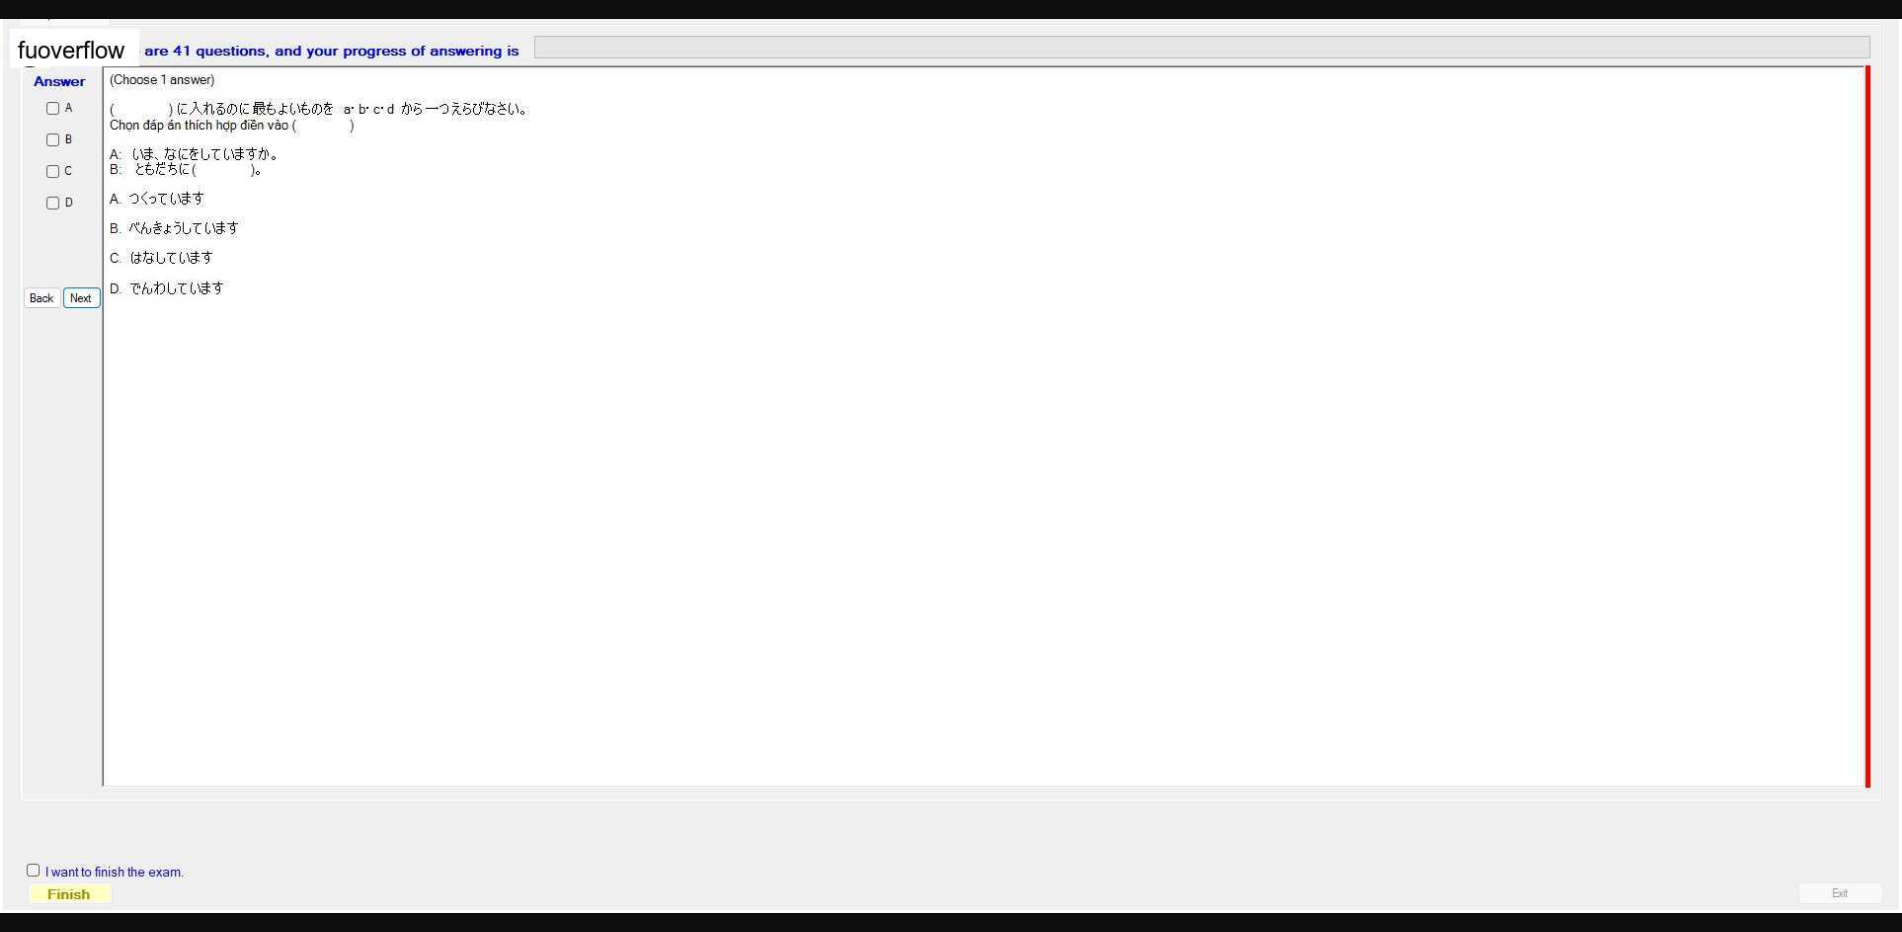 fuoverflow are 41 questions, and your progress of answering is
Answer
(Choose 1 answer)
A
B
C
D
Back Next
(        )に入れるのに最もよいものを a・b・c・d から一つえらびなさい。
Chọn đáp án thích hợp điền vào (        )
A: いま、なにをしていますか。
B: ともだちに(        )。
A. つくっています
B. べんきょうしています
C. はなしています
D. でんわしています
I want to finish the exam.
Finish
Exit